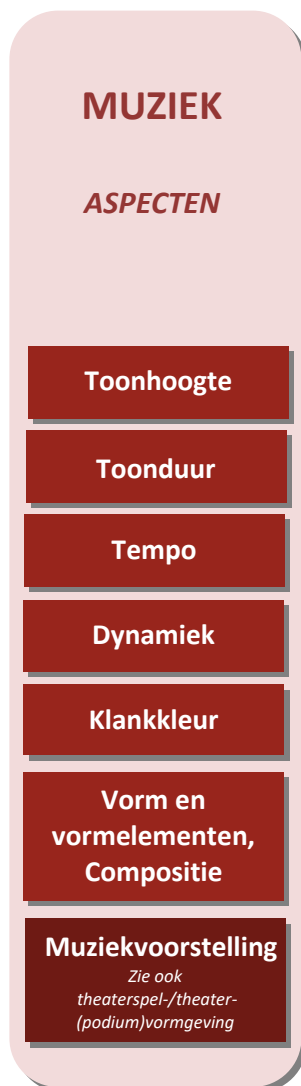 MUZIEK
ASPECTEN
Toonhoogte
Toonduur
Tempo
Dynamiek
Klankkleur
Vorm en
vormelementen,
Compositie
Muziekvoorstelling
Zie ook
theaterspel-/theater-
(podium)vormgeving